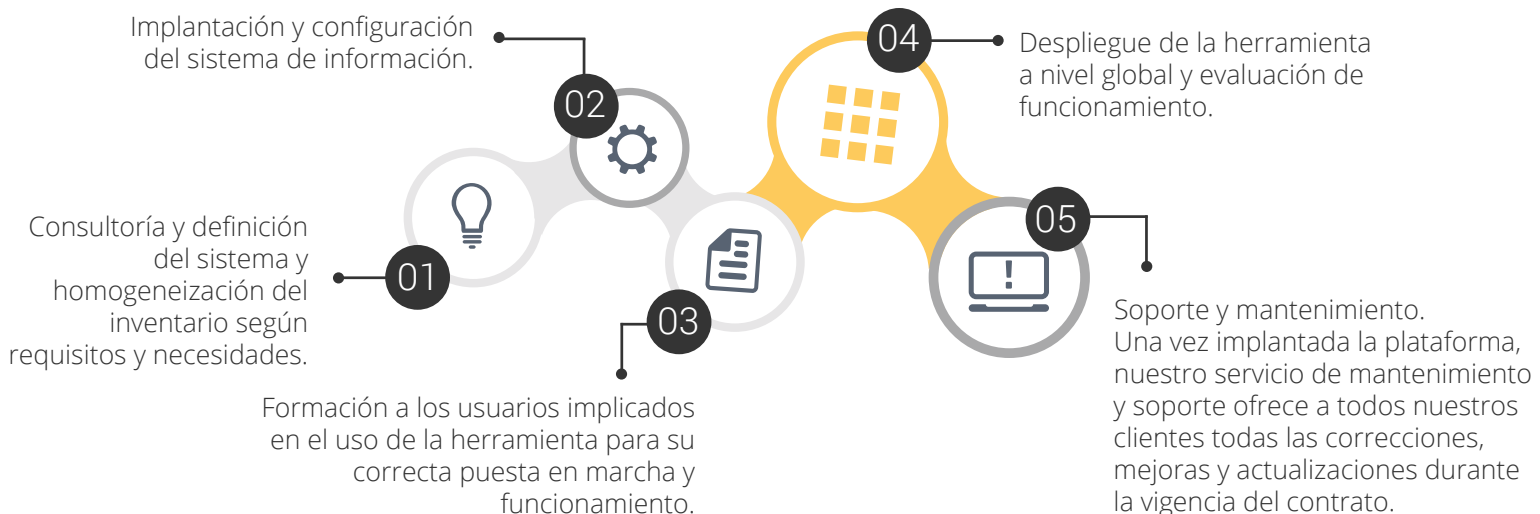 01
Consultoría y definición
del sistema y
homogeneización del
inventario según
requisitos y necesidades.
02
Implantación y configuración
del sistema de información.
03
Formación a los usuarios implicados
en el uso de la herramienta para su
correcta puesta en marcha y
funcionamiento.
04
Despliegue de la herramienta
a nivel global y evaluación de
funcionamiento.
05
!
Soporte y mantenimiento.
Una vez implantada la plataforma,
nuestro servicio de mantenimiento
y soporte ofrece a todos nuestros
clientes todas las correcciones,
mejoras y actualizaciones durante
la vigencia del contrato.